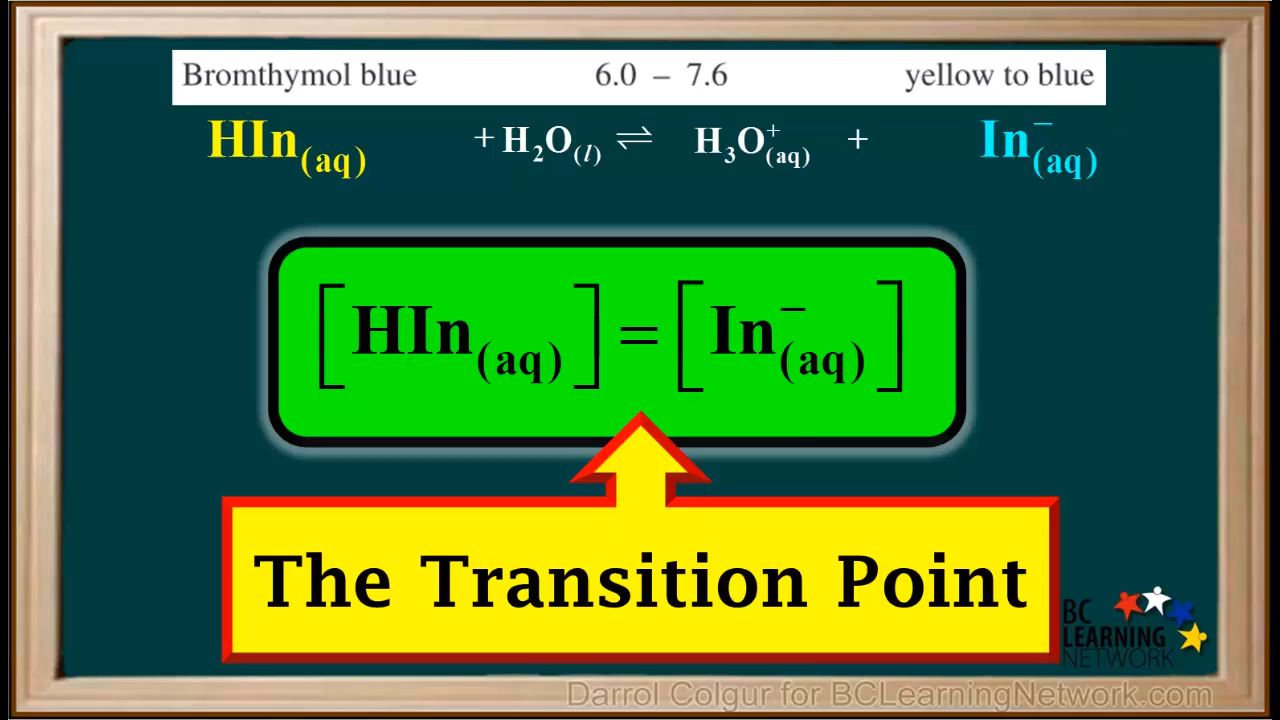 Bromthymol blue 6.0 – 7.6 yellow to blue
HIn(aq) + H₂O(l) ⇌ H₃O⁺(aq) + In⁻(aq)
[HIn(aq)] = [In⁻(aq)]
The Transition Point
BC
LEARNING
NETWORK
Darrol Colgur for BCLearningNetwork.com